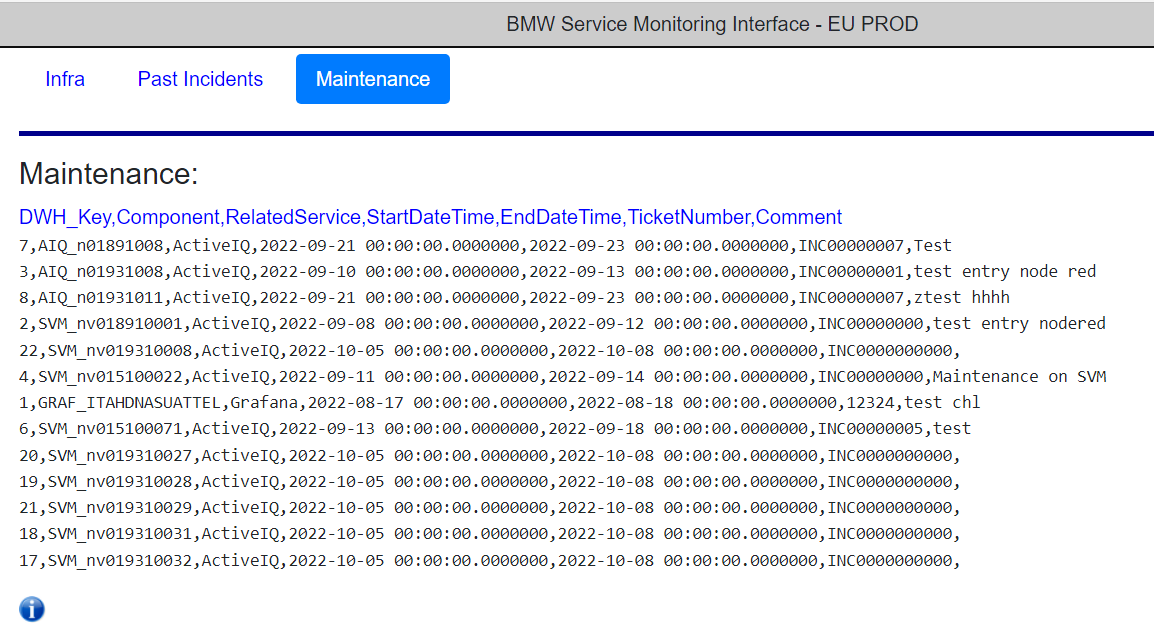 BMW Service Monitoring Interface - EU PROD
Infra Past Incidents Maintenance
Maintenance:
DWH_Key,Component,RelatedService,StartDateTime,EndDateTime,TicketNumber,Comment
7,AIQ_n01891008,ActiveIQ,2022-09-21 00:00:00.0000000,2022-09-23 00:00:00.0000000,INC00000007,Test
3,AIQ_n01931008,ActiveIQ,2022-09-10 00:00:00.0000000,2022-09-13 00:00:00.0000000,INC00000001,test entry node red
8,AIQ_n01931011,ActiveIQ,2022-09-21 00:00:00.0000000,2022-09-23 00:00:00.0000000,INC00000007,ztest hhhh
2,SVM_nv018910001,ActiveIQ,2022-09-08 00:00:00.0000000,2022-09-12 00:00:00.0000000,INC00000000,test entry nodered
22,SVM_nv019310008,ActiveIQ,2022-10-05 00:00:00.0000000,2022-10-08 00:00:00.0000000,INC0000000000,
4,SVM_nv015100022,ActiveIQ,2022-09-11 00:00:00.0000000,2022-09-14 00:00:00.0000000,INC00000000,Maintenance on SVM
1,GRAF_ITAHDNASUATTEL,Grafana,2022-08-17 00:00:00.0000000,2022-08-18 00:00:00.0000000,12324,test chl
6,SVM_nv015100071,ActiveIQ,2022-09-13 00:00:00.0000000,2022-09-18 00:00:00.0000000,INC00000005,test
20,SVM_nv019310027,ActiveIQ,2022-10-05 00:00:00.0000000,2022-10-08 00:00:00.0000000,INC0000000000,
19,SVM_nv019310028,ActiveIQ,2022-10-05 00:00:00.0000000,2022-10-08 00:00:00.0000000,INC0000000000,
21,SVM_nv019310029,ActiveIQ,2022-10-05 00:00:00.0000000,2022-10-08 00:00:00.0000000,INC0000000000,
18,SVM_nv019310031,ActiveIQ,2022-10-05 00:00:00.0000000,2022-10-08 00:00:00.0000000,INC0000000000,
17,SVM_nv019310032,ActiveIQ,2022-10-05 00:00:00.0000000,2022-10-08 00:00:00.0000000,INC0000000000,